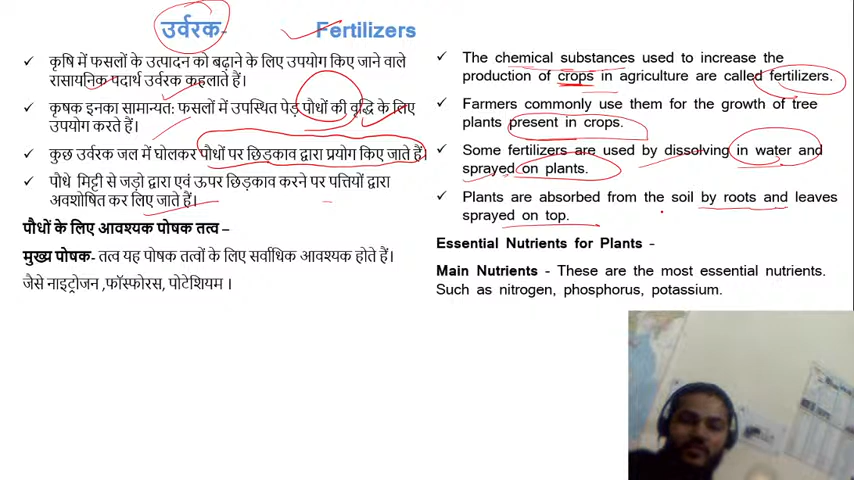 उर्वरक-
Fertilizers
✓ कृषि में फसलों के उत्पादन को बढ़ाने के लिए उपयोग किए जाने वाले
रासायनिक पदार्थ उर्वरक कहलाते हैं।
✓ कृषक इनका सामान्यत: फसलों में उपस्थित पेड़ पौधों की वृद्धि के लिए
उपयोग करते हैं।
✓ कुछ उर्वरक जल में घोलकर पौधों पर छिड़काव द्वारा प्रयोग किए जाते हैं।
✓ पौधे मिट्टी से जड़ो द्वारा एवं ऊपर छिड़काव करने पर पत्तियों द्वारा
अवशोषित कर लिए जाते हैं।
पौधों के लिए आवश्यक पोषक तत्व –
मुख्य पोषक- तत्व यह पोषक तत्वों के लिए सर्वाधिक आवश्यक होते हैं।
जैसे नाइट्रोजन ,फॉस्फोरस, पोटेशियम ।
✓ The chemical substances used to increase the
production of crops in agriculture are called fertilizers.
✓ Farmers commonly use them for the growth of tree
plants present in crops.
✓ Some fertilizers are used by dissolving in water and
sprayed on plants.
✓ Plants are absorbed from the soil by roots and leaves
sprayed on top.
Essential Nutrients for Plants -
Main Nutrients - These are the most essential nutrients.
Such as nitrogen, phosphorus, potassium.